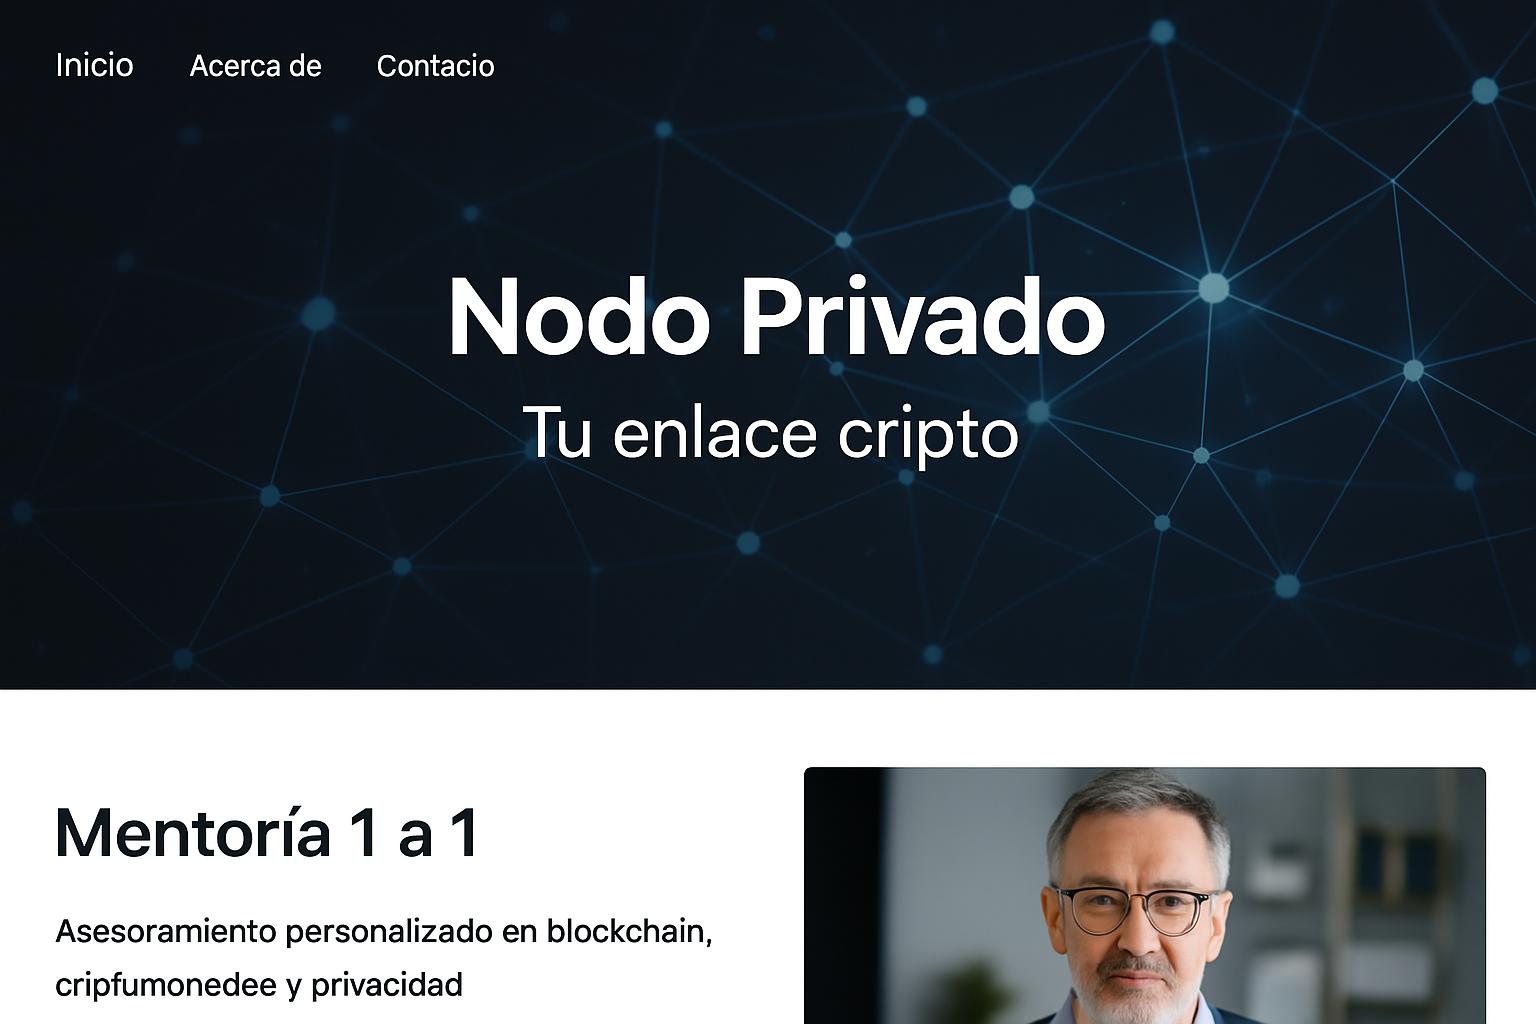 Inicio Acerca de Contacio
Nodo Privado
Tu enlace cripto
Mentoría 1 a 1
Asesoramiento personalizado en blockchain,
cripfumonedee y privacidad